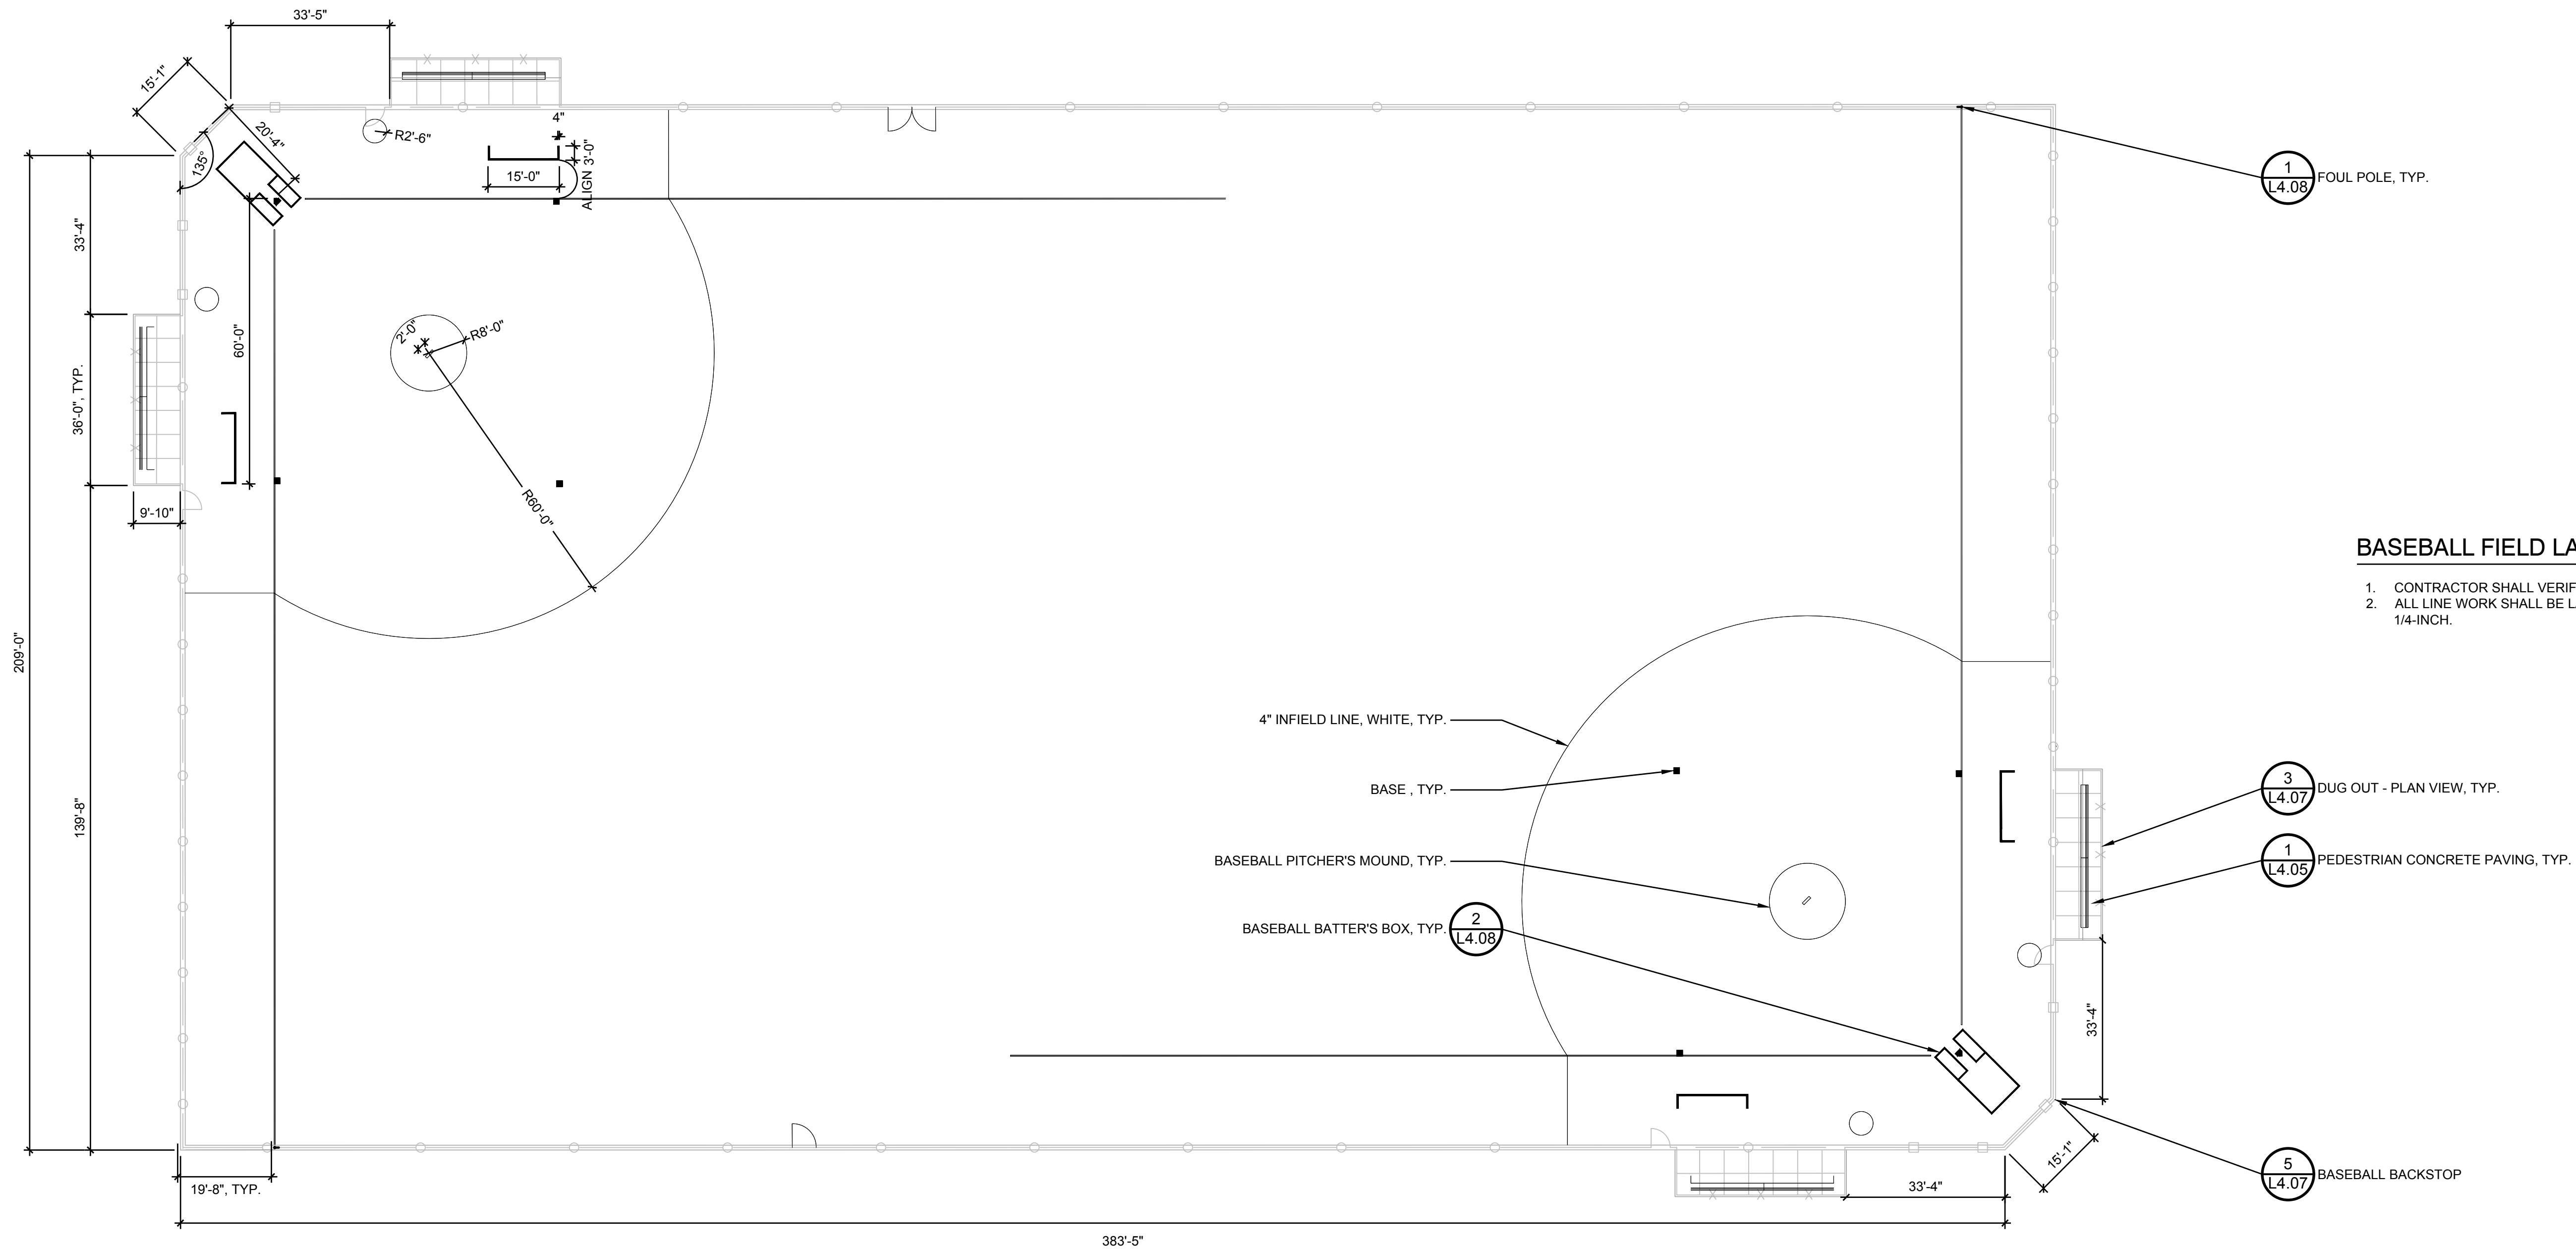 33'-5"
15'-1"
20'-4"
135°
R2'-6"
4"
ALIGN 3'-0"
15'-0"
1
L4.08
FOUL POLE, TYP.
33'-4"
60'-0"
2'-0"
R8'-0"
36'-0", TYP.
R60'-0"
9'-10"
209'-0"
139'-8"
BASEBALL FIELD LA
1. CONTRACTOR SHALL VERIF
2. ALL LINE WORK SHALL BE L
1/4-INCH.
4" INFIELD LINE, WHITE, TYP.
BASE , TYP.
BASEBALL PITCHER'S MOUND, TYP.
BASEBALL BATTER'S BOX, TYP.
2
L4.08
3
L4.07
DUG OUT - PLAN VIEW, TYP.
1
L4.05
PEDESTRIAN CONCRETE PAVING, TYP.
33'-4"
15'-1"
5
L4.07
BASEBALL BACKSTOP
19'-8", TYP.
33'-4"
383'-5"